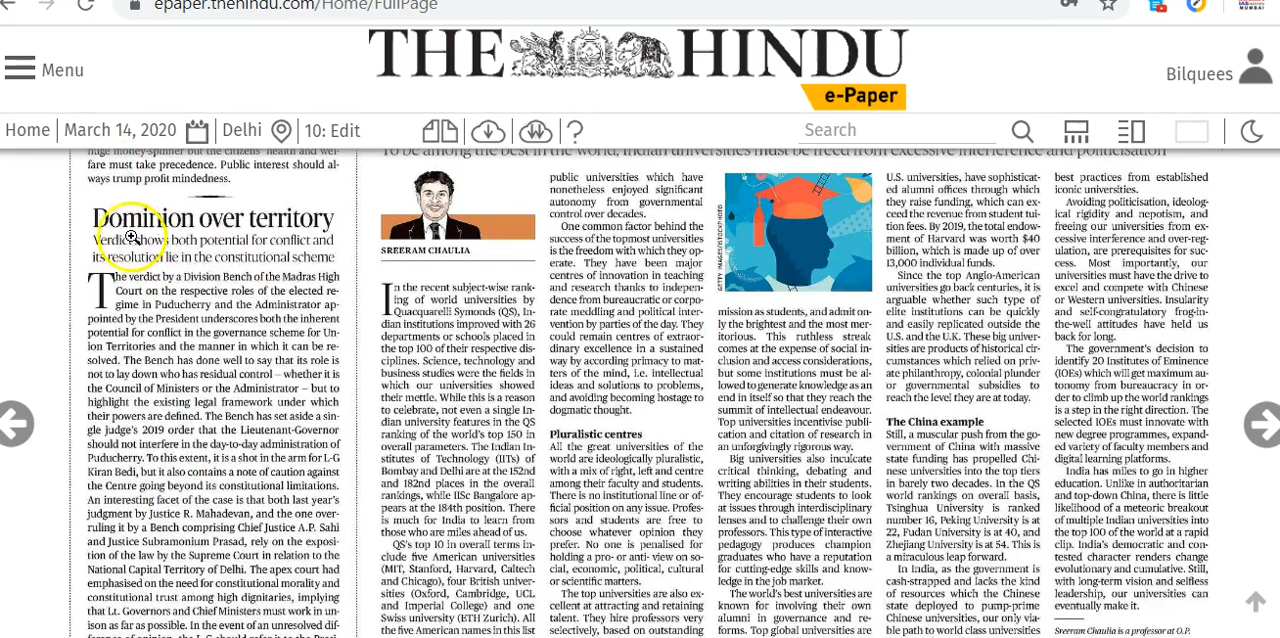 epaper.thehindu.com/Home/FullPage
THE HINDU
e-Paper
Menu
Bilquees
Home
March 14, 2020
Delhi
10: Edit
Search
huge money-spinner but the citizens' health and wel-
fare must take precedence. Public interest should al-
ways trump profit mindedness.
Dominion over territory
Verdict shows both potential for conflict and
its resolution lie in the constitutional scheme
The verdict by a Division Bench of the Madras High
Court on the respective roles of the elected re-
gime in Puducherry and the Administrator ap-
pointed by the President underscores both the inherent
potential for conflict in the governance scheme for Un-
ion Territories and the manner in which it can be re-
solved. The Bench has done well to say that its role is
not to lay down who has residual control – whether it is
the Council of Ministers or the Administrator – but to
highlight the existing legal framework under which
their powers are defined. The Bench has set aside a sin-
gle judge's 2019 order that the Lieutenant-Governor
should not interfere in the day-to-day administration of
Puducherry. To this extent, it is a shot in the arm for L-G
Kiran Bedi, but it also contains a note of caution against
the Centre going beyond its constitutional limitations.
An interesting facet of the case is that both last year's
judgment by Justice R. Mahadevan, and the one over-
ruling it by a Bench comprising Chief Justice A.P. Sahi
and Justice Subramonium Prasad, rely on the exposi-
tion of the law by the Supreme Court in relation to the
National Capital Territory of Delhi. The apex court had
emphasised on the need for constitutional morality and
constitutional trust among high dignitaries, implying
that Lt. Governors and Chief Ministers must work in un-
ison as far as possible. In the event of an unresolved dif-
ference of opinion, the L-G should refer it to the Presi-
To be among the best in the world, Indian universities must be freed from excessive interference and politicisation
SREERAM CHAULIA
In the recent subject-wise rank-
ing of world universities by
Quacquarelli Symonds (QS), In-
dian institutions improved with 26
departments or schools placed in
the top 100 of their respective dis-
ciplines. Science, technology and
business studies were the fields in
which our universities showed
their mettle. While this is a reason
to celebrate, not even a single In-
dian university features in the QS
ranking of the world's top 150 in
overall parameters. The Indian In-
stitutes of Technology (IITs) of
Bombay and Delhi are at the 152nd
and 182nd places in the overall
rankings, while IISc Bangalore ap-
pears at the 184th position. There
is much for India to learn from
those who are miles ahead of us.
QS's top 10 in overall terms in-
clude five American universities
(MIT, Stanford, Harvard, Caltech
and Chicago), four British univer-
sities (Oxford, Cambridge, UCL
and Imperial College) and one
Swiss university (ETH Zurich). All
the five American names in this list
public universities which have
nonetheless enjoyed significant
autonomy from governmental
control over decades.
One common factor behind the
success of the topmost universities
is the freedom with which they op-
erate. They have been major
centres of innovation in teaching
and research thanks to indepen-
dence from bureaucratic or corpo-
rate meddling and political inter-
vention by parties of the day. They
could remain centres of extraor-
dinary excellence in a sustained
way by according primacy to mat-
ters of the mind, i.e. intellectual
ideas and solutions to problems,
and avoiding becoming hostage to
dogmatic thought.
Pluralistic centres
All the great universities of the
world are ideologically pluralistic,
with a mix of right, left and centre
among their faculty and students.
There is no institutional line or of-
ficial position on any issue. Profes-
sors and students are free to
choose whatever opinion they
prefer. No one is penalised for
holding a pro- or anti- view on so-
cial, economic, political, cultural
or scientific matters.
The top universities are also ex-
cellent at attracting and retaining
talent. They hire professors very
selectively, based on outstanding
GETTY IMAGES/ISTOCKPHOTO
mission as students, and admit on-
ly the brightest and the most mer-
itorious. This ruthless streak
comes at the expense of social in-
clusion and access considerations,
but some institutions must be al-
lowed to generate knowledge as an
end in itself so that they reach the
summit of intellectual endeavour.
Top universities incentivise publi-
cation and citation of research in
an unforgivingly rigorous way.
Big universities also inculcate
critical thinking, debating and
writing abilities in their students.
They encourage students to look
at issues through interdisciplinary
lenses and to challenge their own
professors. This type of interactive
pedagogy produces champion
graduates who have a reputation
for cutting-edge skills and know-
ledge in the job market.
The world's best universities are
known for involving their own
alumni in governance and re-
forms. Top global universities are
U.S. universities, have sophisticat-
ed alumni offices through which
they raise funding, which can ex-
ceed the revenue from student tui-
tion fees. By 2019, the total endow-
ment of Harvard was worth $40
billion, which is made up of over
13,000 individual funds.
Since the top Anglo-American
universities go back centuries, it is
arguable whether such type of
elite institutions can be quickly
and easily replicated outside the
U.S. and the U.K. These big univer-
sities are products of historical cir-
cumstances which relied on priv-
ate philanthropy, colonial plunder
or governmental subsidies to
reach the level they are at today.
The China example
Still, a muscular push from the go-
vernment of China with massive
state funding has propelled Chi-
nese universities into the top tiers
in barely two decades. In the QS
world rankings on overall basis,
Tsinghua University is ranked
number 16, Peking University is at
22, Fudan University is at 40, and
Zhejiang University is at 54. This is
a miraculous leap forward.
In India, as the government is
cash-strapped and lacks the kind
of resources which the Chinese
state deployed to pump-prime
Chinese universities, our only via-
ble path to world class universities
best practices from established
iconic universities.
Avoiding politicisation, ideolog-
ical rigidity and nepotism, and
freeing our universities from ex-
cessive interference and over-reg-
ulation, are prerequisites for suc-
cess. Most importantly, our
universities must have the drive to
excel and compete with Chinese
or Western universities. Insularity
and self-congratulatory frog-in-
the-well attitudes have held us
back for long.
The government's decision to
identify 20 Institutes of Eminence
(IOEs) which will get maximum au-
tonomy from bureaucracy in or-
der to climb up the world rankings
is a step in the right direction. The
selected IOEs must innovate with
new degree programmes, expand-
ed variety of faculty members and
digital learning platforms.
India has miles to go in higher
education. Unlike in authoritarian
and top-down China, there is little
likelihood of a meteoric breakout
of multiple Indian universities into
the top 100 of the world at a rapid
clip. India's democratic and con-
tested character renders change
evolutionary and cumulative. Still,
with long-term vision and selfless
leadership, our universities can
eventually make it.
Sreeram Chaulia is a professor at O.P.